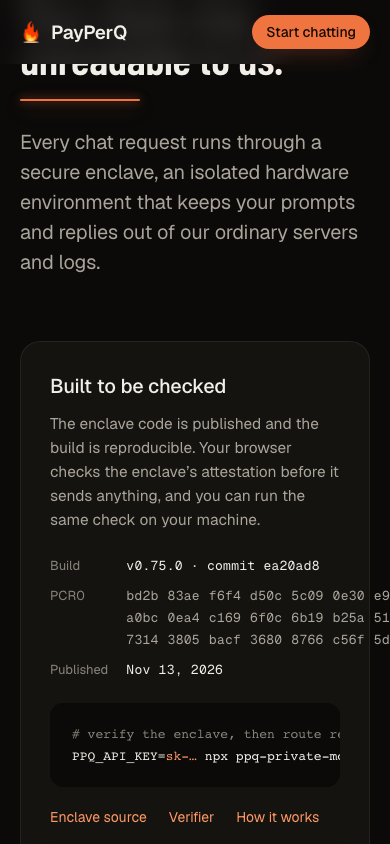 PayPerQ
Start chatting
unreadable to us.
Every chat request runs through a
secure enclave, an isolated hardware
environment that keeps your prompts
and replies out of our ordinary servers
and logs.
Built to be checked
The enclave code is published and the
build is reproducible. Your browser
checks the enclave's attestation before it
sends anything, and you can run the
same check on your machine.
Build v0.75.0 · commit ea20ad8
PCR0 bd2b 83ae f6f4 d50c 5c09 0e30 e9
a0bc 0ea4 c169 6f0c 6b19 b25a 51
7314 3805 bacf 3680 8766 c56f 5d
Published Nov 13, 2026
# verify the enclave, then route
PPQ_API_KEY=sk-… npx ppq-private-mo
Enclave source Verifier How it works